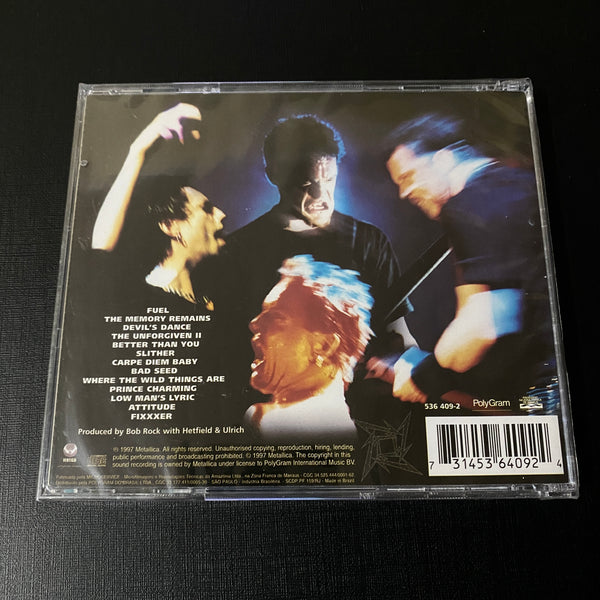 FUEL
THE MEMORY REMAINS
DEVIL'S DANCE
THE UNFORGIVEN II
BETTER THAN YOU
SLITHER
CARPE DIEM BABY
BAD SEED
WHERE THE WILD THINGS ARE
PRINCE CHARMING
LOW MAN'S LYRIC
ATTITUDE
FIXXXER
Produced by Bob Rock with Hetfield & Ulrich
536 409-2 PolyGram
℗ 1997 Metallica. All rights reserved. Unauthorised copying, reproduction, hiring, lending,
public performance and broadcasting prohibited. © 1997 Metallica. The copyright in this
sound recording is owned by Metallica under license to PolyGram International Music BV.
Made in Brazil
SÃO PAULO - Indústria Brasileira
7 31453 64092 4